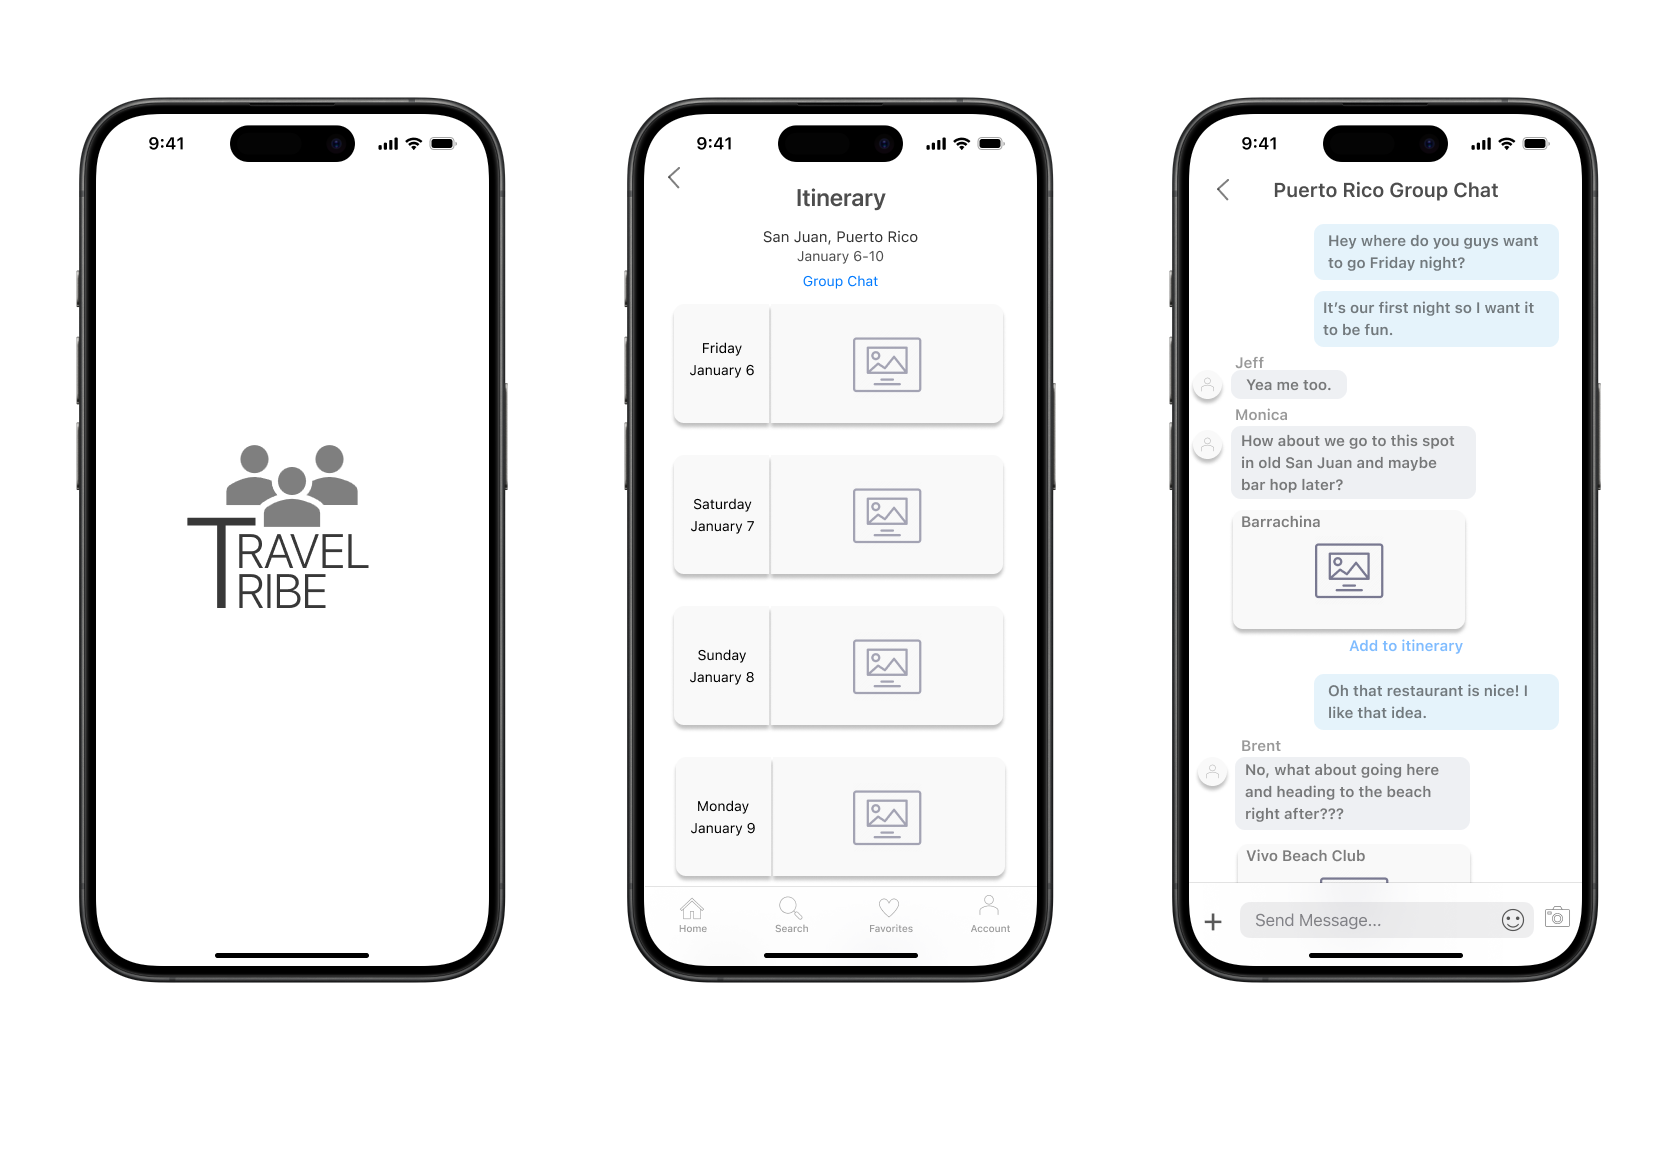 9:41
TRAVEL
RIBE
9:41
Itinerary
San Juan, Puerto Rico
January 6-10
Group Chat
Friday
January 6
Saturday
January 7
Sunday
January 8
Monday
January 9
Home
Search
Favorites
Account
9:41
Puerto Rico Group Chat
Hey where do you guys want
to go Friday night?
It's our first night so I want it
to be fun.
Jeff
Yea me too.
Monica
How about we go to this spot
in old San Juan and maybe
bar hop later?
Barrachina
Add to itinerary
Oh that restaurant is nice! I
like that idea.
Brent
No, what about going here
and heading to the beach
right after???
Vivo Beach Club
Send Message...